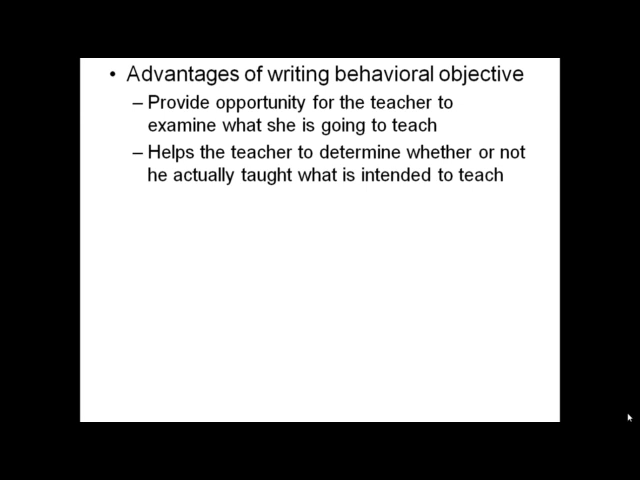 • Advantages of writing behavioral objective
– Provide opportunity for the teacher to
examine what she is going to teach
– Helps the teacher to determine whether or not
he actually taught what is intended to teach